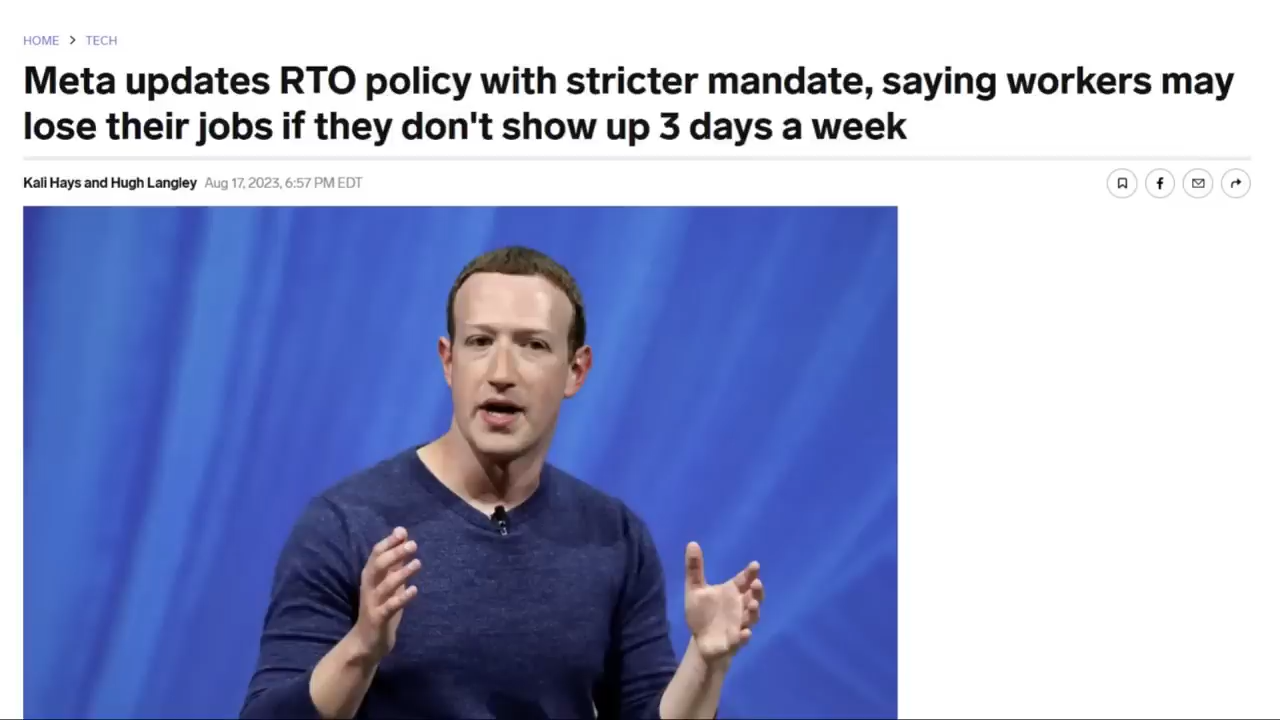 HOME > TECH
Meta updates RTO policy with stricter mandate, saying workers may
lose their jobs if they don't show up 3 days a week
Kali Hays and Hugh Langley Aug 17, 2023, 6:57 PM EDT